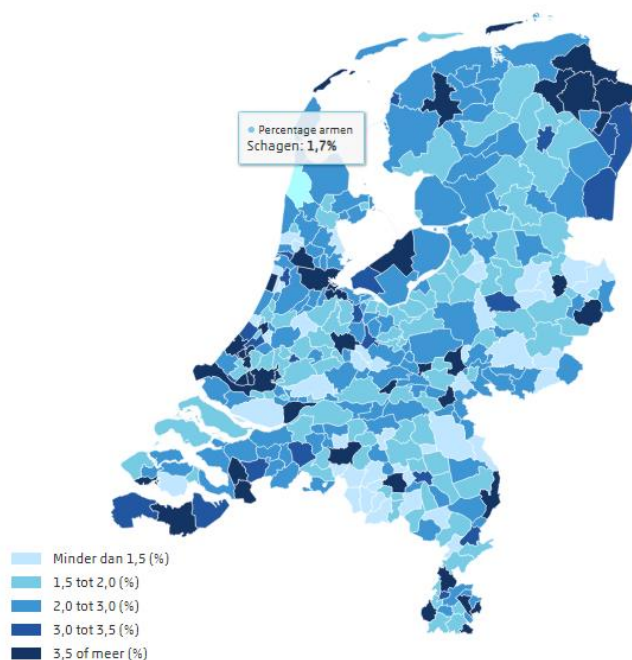 Percentage armen
Schagen: 1,7%
Minder dan 1,5 (%)
1,5 tot 2,0 (%)
2,0 tot 3,0 (%)
3,0 tot 3,5 (%)
3,5 of meer (%)